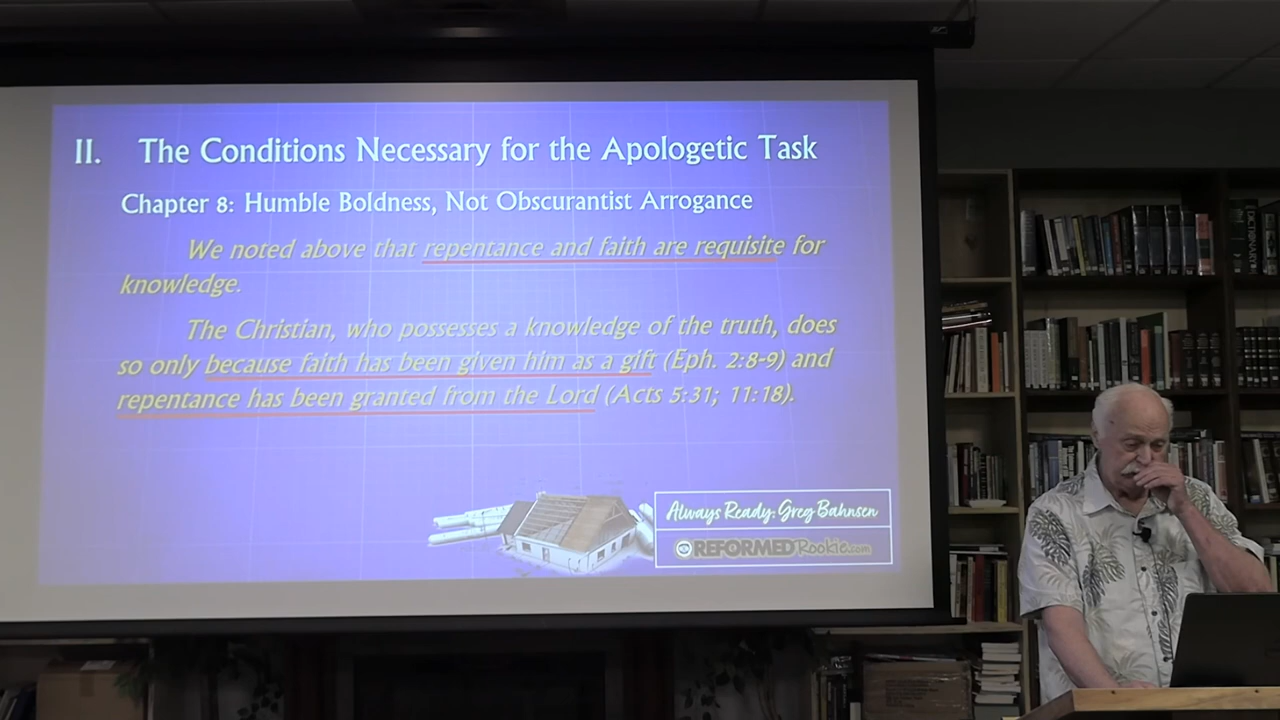 II. The Conditions Necessary for the Apologetic Task
Chapter 8: Humble Boldness, Not Obscurantist Arrogance
We noted above that repentance and faith are requisite for
knowledge.
The Christian, who possesses a knowledge of the truth, does
so only because faith has been given him as a gift (Eph. 2:8-9) and
repentance has been granted from the Lord (Acts 5:31; 11:18).
Always Ready: Greg Bahnsen
REFORMEDRookie.com
DICTIONARY